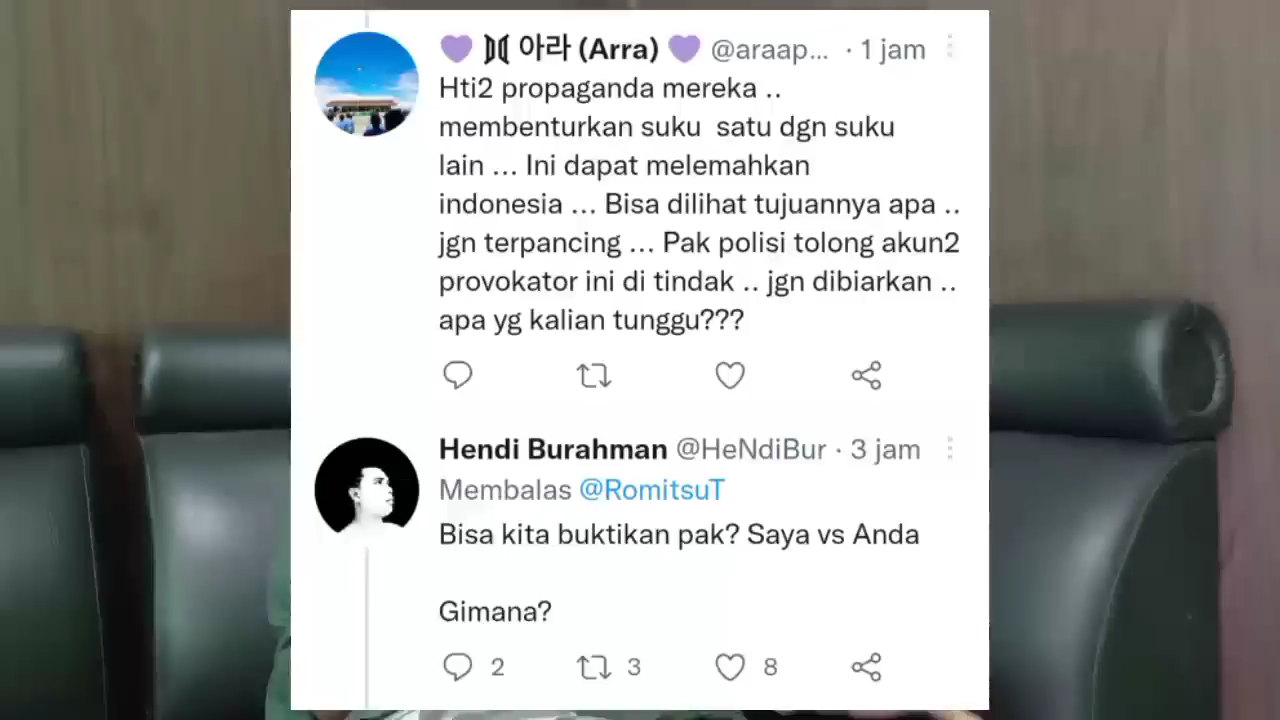 💜 아라 (Arra) 💜 @araap... · 1 jam
Hti2 propaganda mereka ..
membenturkan suku satu dgn suku
lain ... Ini dapat melemahkan
indonesia ... Bisa dilihat tujuannya apa ..
jgn terpancing ... Pak polisi tolong akun2
provokator ini di tindak .. jgn dibiarkan ..
apa yg kalian tunggu???
Hendi Burahman @HeNdiBur · 3 jam
Membalas @RomitsuT
Bisa kita buktikan pak? Saya vs Anda
Gimana?
2 3 8